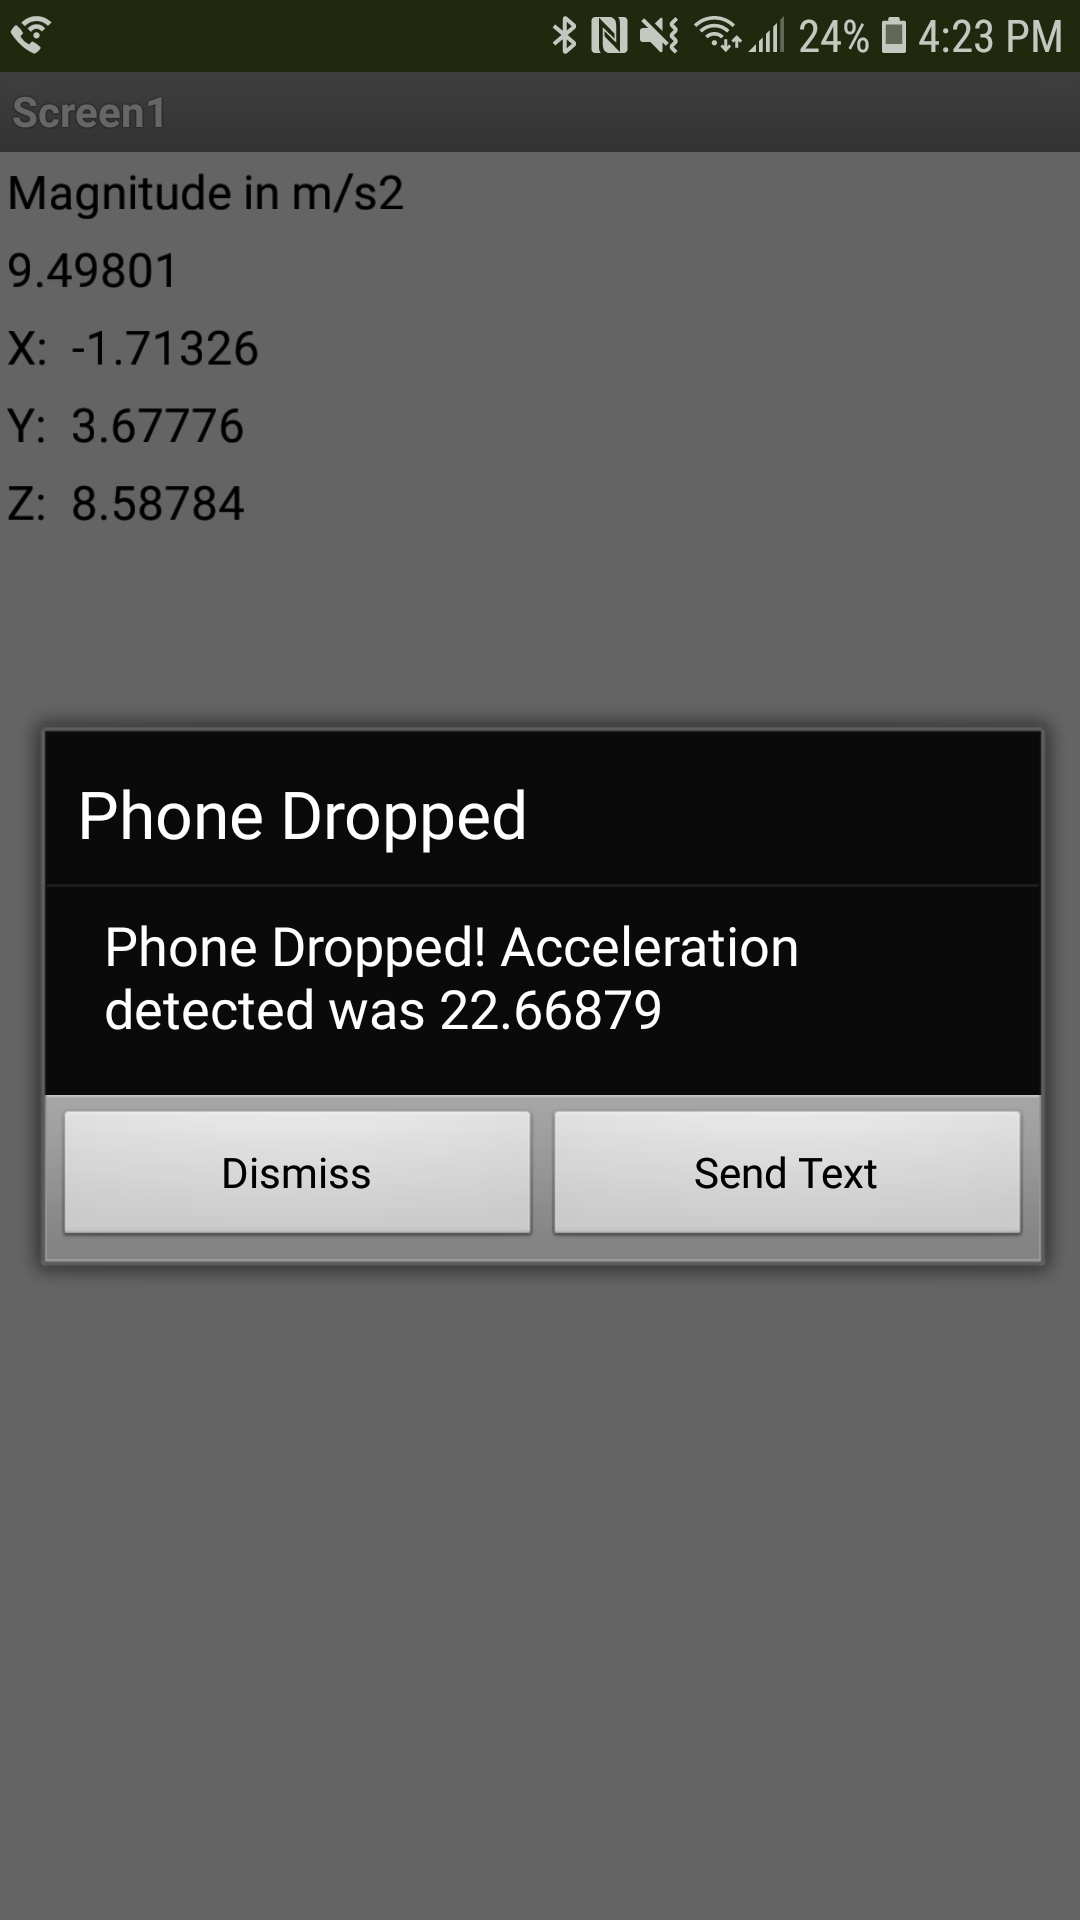 24% 4:23 PM
Screen1
Magnitude in m/s2
9.49801
X: -1.71326
Y: 3.67776
Z: 8.58784
Phone Dropped
Phone Dropped! Acceleration
detected was 22.66879
Dismiss Send Text